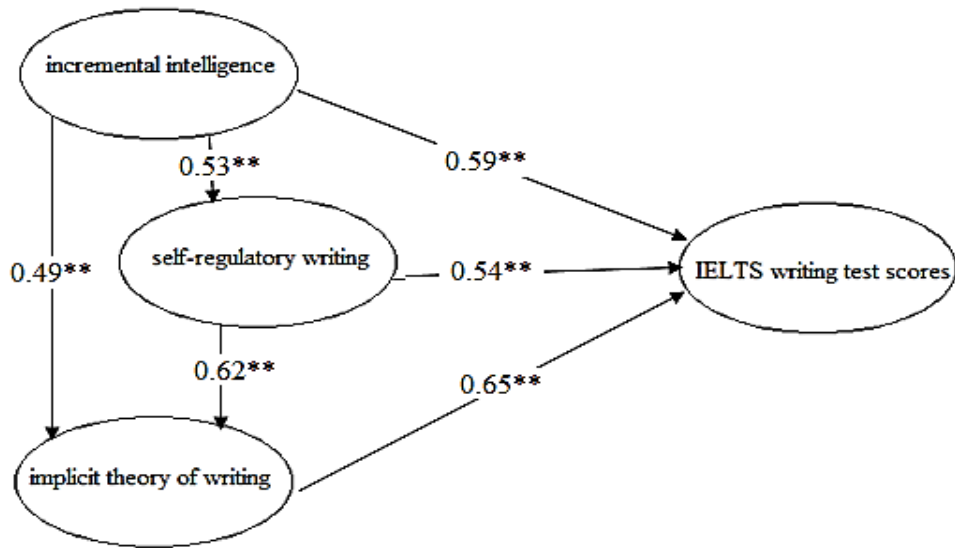 incremental intelligence
0.53**
0.59**
self-regulatory writing
0.49**
0.54**
IELTS writing test scores
0.62**
0.65**
implicit theory of writing